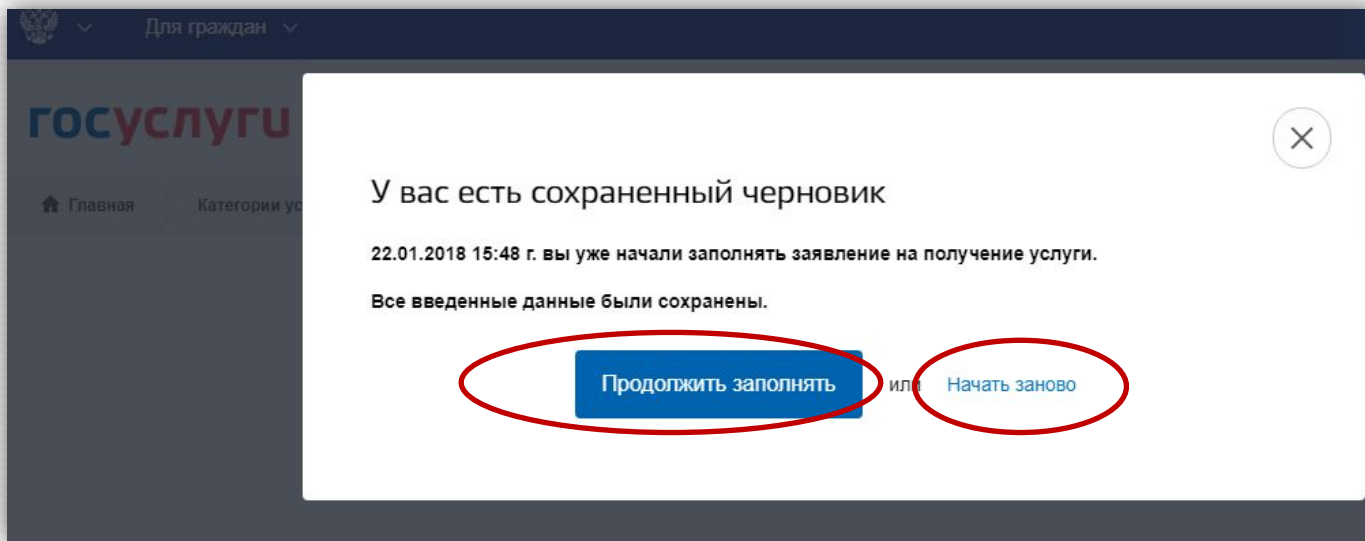 Для граждан
госуслуги
Главная
Категории ус
У вас есть сохраненный черновик
22.01.2018 15:48 г. вы уже начали заполнять заявление на получение услуги.
Все введенные данные были сохранены.
Продолжить заполнять или Начать заново